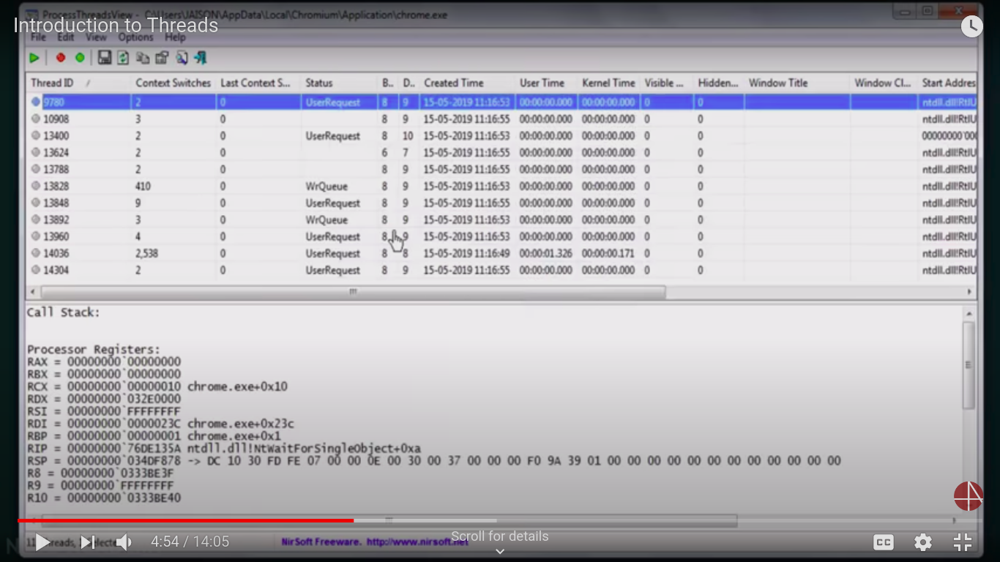 ProcessThreadsView - C:\Users\JAISON\AppData\Local\Chromium\Application\chrome.exe
Introduction to Threads
File Edit View Options Help
Thread ID / Context Switches Last Context S... Status B.. D.. Created Time User Time Kernel Time Visible ... Hidden... Window Title Window Cl... Start Addres
9780 2 0 UserRequest 8 9 15-05-2019 11:16:53 00:00:00.000 00:00:00.000 0 0 ntdll.dll!RtlU
10908 3 0 8 9 15-05-2019 11:16:55 00:00:00.000 00:00:00.000 0 0 ntdll.dll!RtlU
13400 2 0 UserRequest 8 10 15-05-2019 11:16:53 00:00:00.000 00:00:00.000 0 0 00000000`000
13624 2 0 6 7 15-05-2019 11:16:55 00:00:00.000 00:00:00.000 0 0 ntdll.dll!RtlU
13788 2 0 8 9 15-05-2019 11:16:55 00:00:00.000 00:00:00.000 0 0 ntdll.dll!RtlU
13828 410 0 WrQueue 8 9 15-05-2019 11:16:53 00:00:00.000 00:00:00.000 0 0 ntdll.dll!RtlU
13848 9 0 UserRequest 8 9 15-05-2019 11:16:55 00:00:00.000 00:00:00.000 0 0 ntdll.dll!RtlU
13892 3 0 WrQueue 8 9 15-05-2019 11:16:53 00:00:00.000 00:00:00.000 0 0 ntdll.dll!RtlU
13960 4 0 UserRequest 8 9 15-05-2019 11:16:53 00:00:00.000 00:00:00.000 0 0 ntdll.dll!RtlU
14036 2,538 0 UserRequest 8 8 15-05-2019 11:16:49 00:00:01.326 00:00:00.171 0 0 ntdll.dll!RtlU
14304 2 0 UserRequest 8 9 15-05-2019 11:16:55 00:00:00.000 00:00:00.000 0 0 ntdll.dll!RtlU
Call Stack:
Processor Registers:
RAX = 00000000`00000000
RBX = 00000000`00000000
RCX = 00000000`00000010 chrome.exe+0x10
RDX = 00000000`032E0000
RSI = 00000000`FFFFFFFF
RDI = 00000000`0000023C chrome.exe+0x23c
RBP = 00000000`00000001 chrome.exe+0x1
RIP = 00000000`76DE135A ntdll.dll!NtWaitForSingleObject+0xa
RSP = 00000000`034DF878 -> DC 10 30 FD FE 07 00 00 0E 00 30 00 37 00 00 00 F0 9A 39 01 00 00 00 00 00 00 00 00 00 00 00 00
R8 = 00000000`0333BE3F
R9 = 00000000`FFFFFFFF
R10 = 00000000`0333BE40
4:54 / 14:05
NirSoft Freeware. http://www.nirsoft.net
Scroll for details
CC